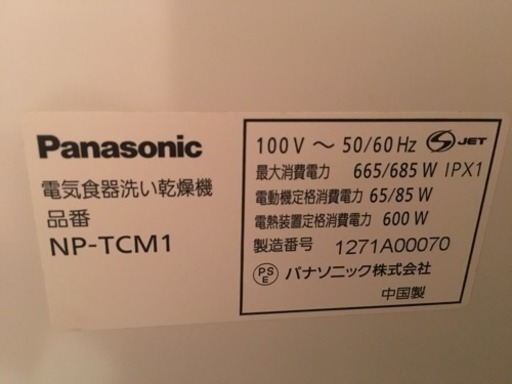 Panasonic
電気食器洗い乾燥機
品番
NP-TCM1
100V ～ 50/60Hz S JET
最大消費電力 665/685W IPX1
電動機定格消費電力 65/85W
電熱装置定格消費電力 600W
製造番号 1271A00070
PSE パナソニック株式会社
中国製